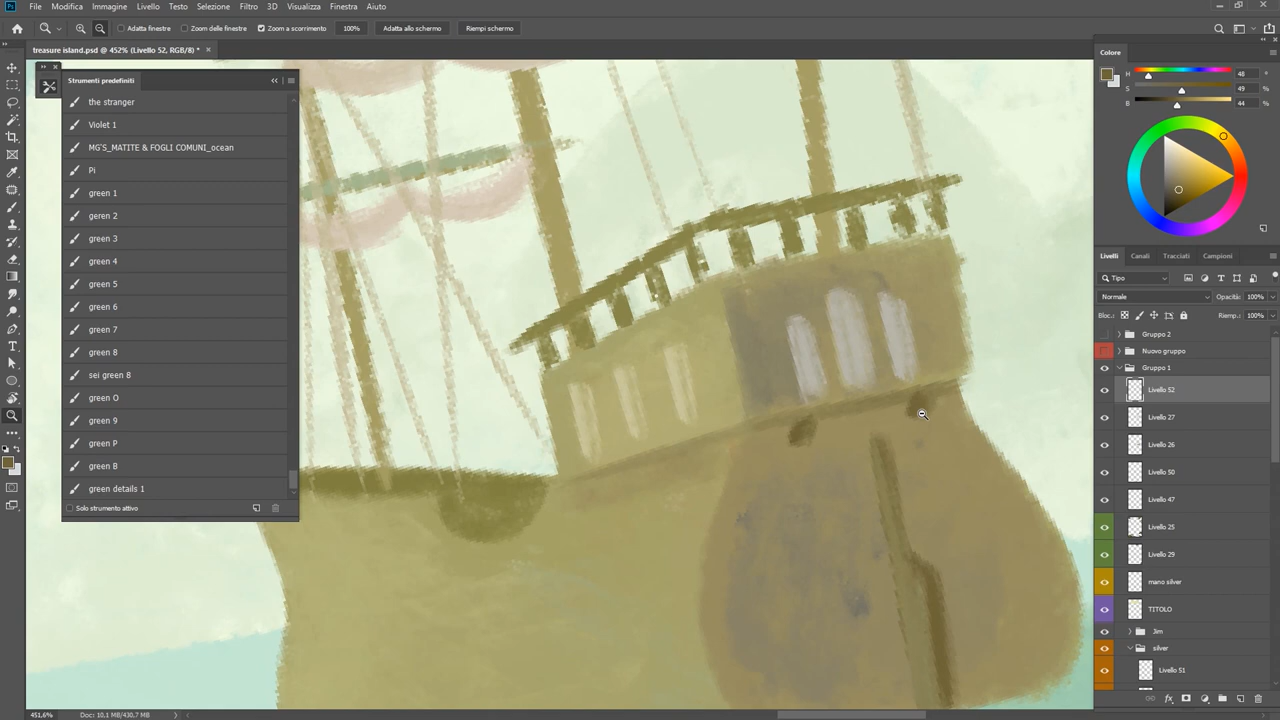 File Modifica Immagine Livello Testo Selezione Filtro 3D Visualizza Finestra Aiuto
Adatta finestre Zoom delle finestre Zoom a scorrimento 100% Adatta allo schermo Riempi schermo
treasure island.psd @ 452% (Livello 52, RGB/8) * ×
Strumenti predefiniti
the stranger
Violet 1
MG'S_MATITE & FOGLI COMUNI_ocean
Pi
green 1
geren 2
green 3
green 4
green 5
green 6
green 7
green 8
sei green 8
green O
green 9
green P
green B
green details 1
Solo strumento attivo
Colore
H 48 °
S 49 %
B 44 %
Livelli Canali Tracciati Campioni
Tipo
Normale Opacità: 100%
Bloc.: Riemp.: 100%
Gruppo 2
Nuovo gruppo
Gruppo 1
Livello 52
Livello 27
Livello 26
Livello 50
Livello 47
Livello 25
Livello 29
mano silver
TITOLO
Jim
silver
Livello 51
451,6% Doc: 10,1 MB/430,7 MB